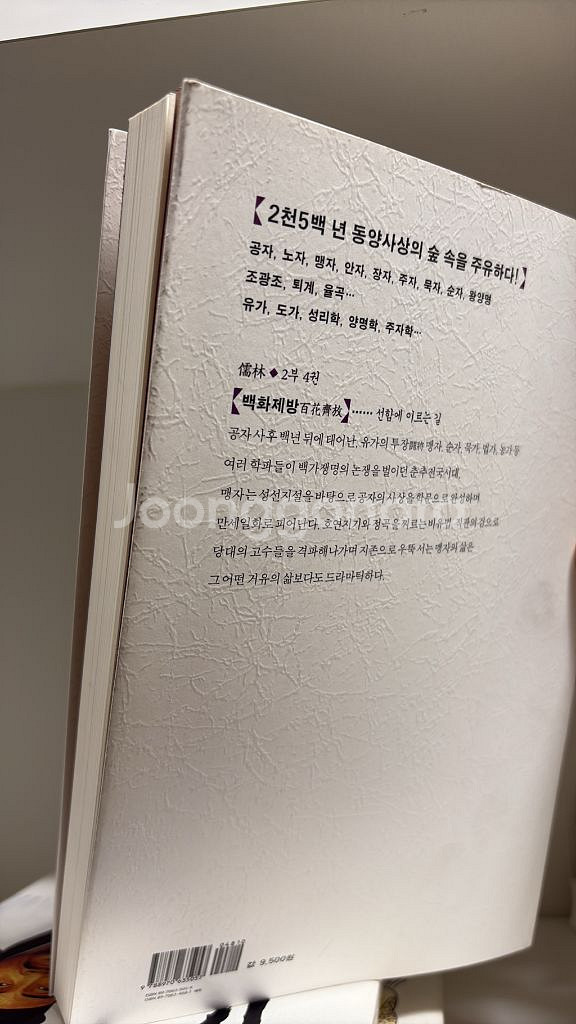 【2천5백 년 동양사상의 숲 속을 주유하다!】
공자, 노자, 맹자, 안자, 장자, 주자, 묵자, 순자, 왕양명
조광조, 퇴계, 율곡…
유가, 도가, 성리학, 양명학, 주자학…
儒林 ◆ 2부 4권
【백화제방百花齊放】…… 선함에 이르는 길
공자 사후 백년 뒤에 태어난, 유가의 투장鬪將 맹자, 순자, 묵가, 법가, 농가 등
여러 학파들이 백가쟁명의 논쟁을 벌이던 춘추전국시대.
맹자는 성선지설을 바탕으로 공자의 사상을 학문으로 완성하며
만세일화로 피어난다. 호연지기와 정곡을 찌르는 비유법, 직관의 검으로
당대의 고수들을 격파해나가며 지존으로 우뚝 서는 맹자의 삶은
그 어떤 거유의 삶보다도 드라마틱하다.
Joonggonara
04810
값 9,500원